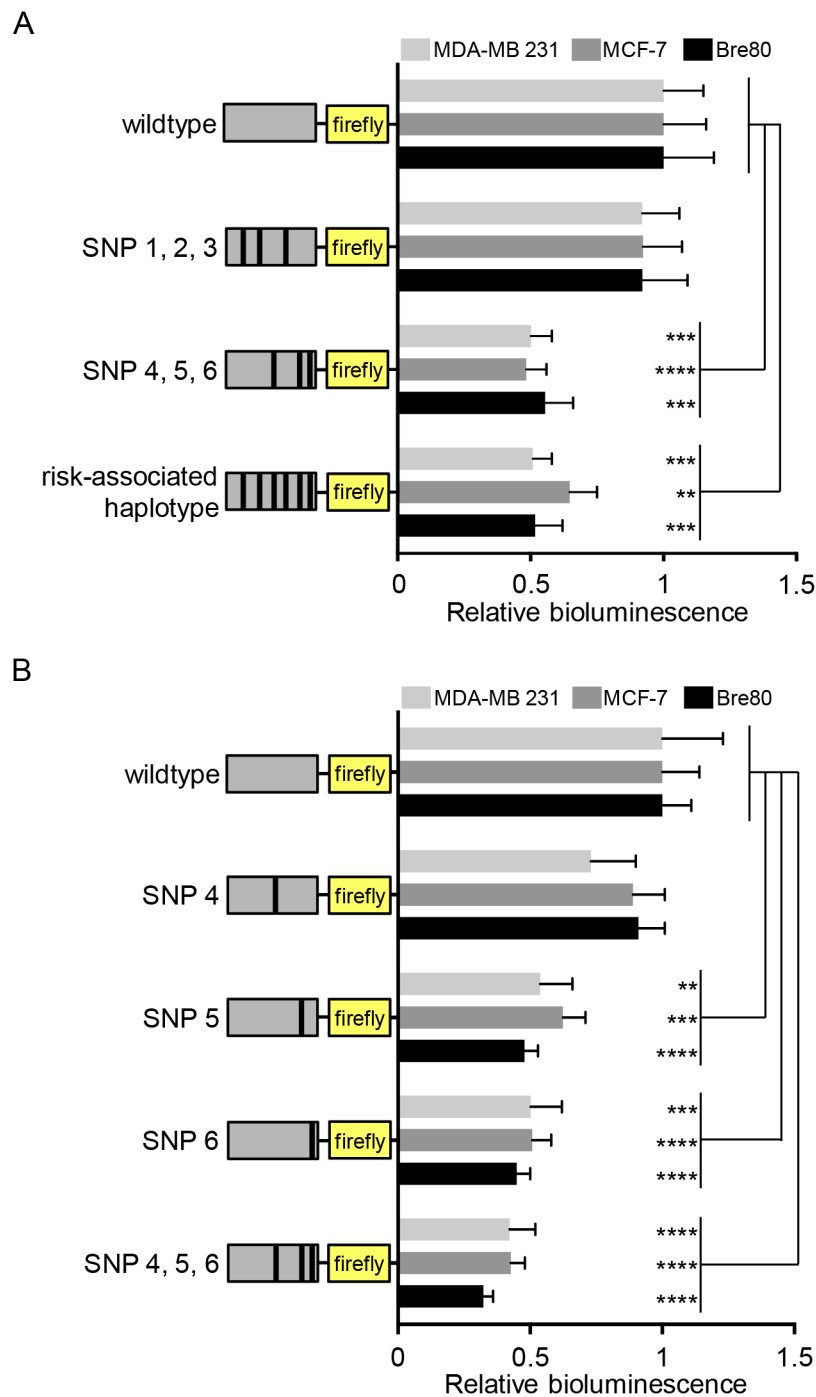 A
MDA-MB 231 MCF-7 Bre80
wildtype firefly
SNP 1, 2, 3 firefly
***
SNP 4, 5, 6 firefly ****
***
***
risk-associated
haplotype firefly **
***
0 0.5 1 1.5
Relative bioluminescence
B
MDA-MB 231 MCF-7 Bre80
wildtype firefly
SNP 4 firefly
**
SNP 5 firefly ***
****
***
SNP 6 firefly ****
****
****
SNP 4, 5, 6 firefly ****
****
0 0.5 1 1.5
Relative bioluminescence